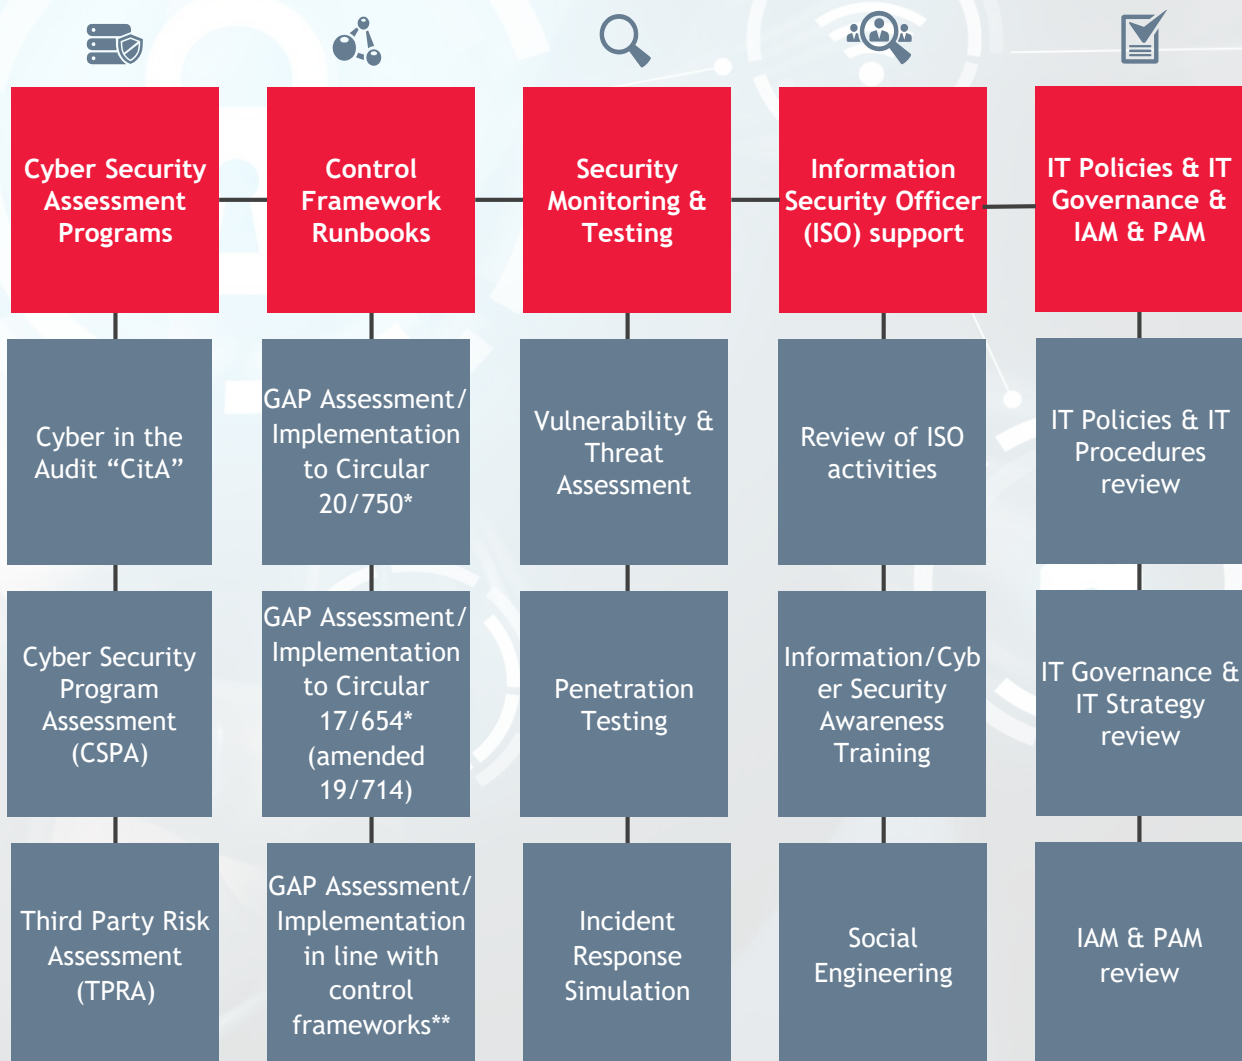 Cyber Security
Assessment
Programs
Control
Framework
Runbooks
Security
Monitoring &
Testing
Information
Security Officer
(ISO) support
IT Policies & IT
Governance &
IAM & PAM
Cyber in the
Audit “CitA”
GAP Assessment/
Implementation
to Circular
20/750*
Vulnerability &
Threat
Assessment
Review of ISO
activities
IT Policies & IT
Procedures
review
Cyber Security
Program
Assessment
(CSPA)
GAP Assessment/
Implementation
to Circular
17/654*
(amended
19/714)
Penetration
Testing
Information/Cyb
er Security
Awareness
Training
IT Governance &
IT Strategy
review
Third Party Risk
Assessment
(TPRA)
GAP Assessment/
Implementation
in line with
control
frameworks**
Incident
Response
Simulation
Social
Engineering
IAM & PAM
review